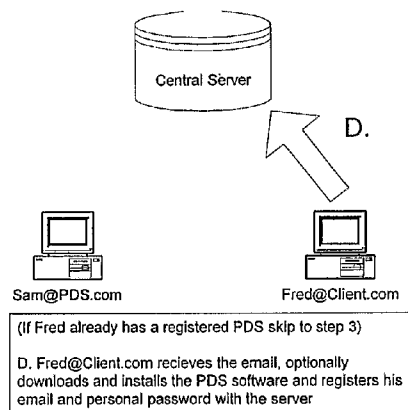 Central Server
D.
Sam@PDS.com
Fred@Client.com
(If Fred already has a registered PDS skip to step 3)
D. Fred@Client.com recieves the email, optionally
downloads and installs the PDS software and registers his
email and personal password with the server